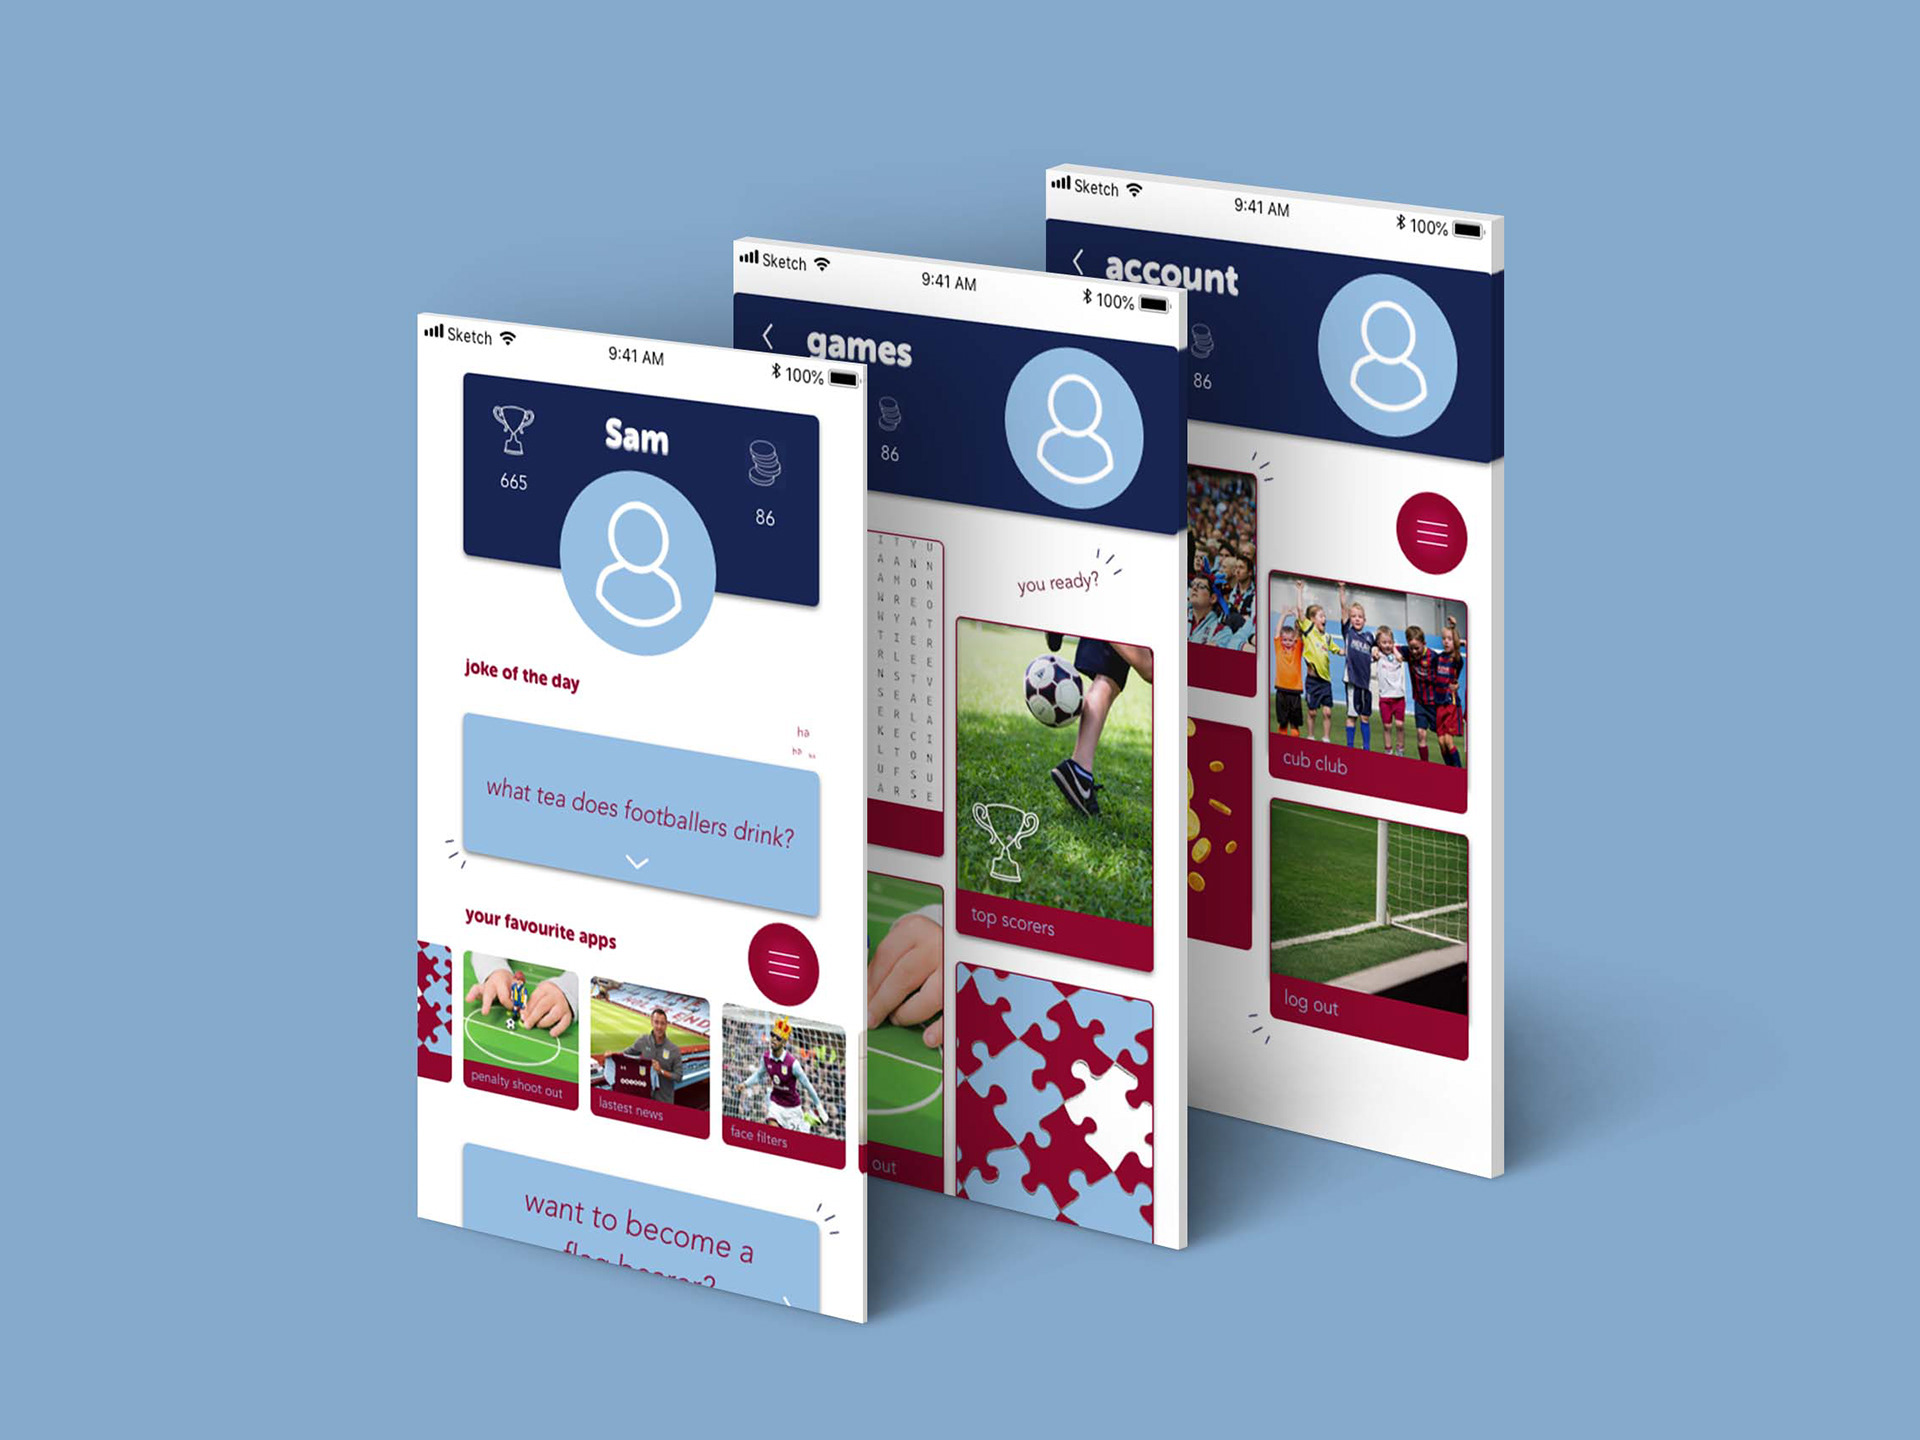 Sketch
9:41 AM
100%
Sam
665
86
joke of the day
ha
ha
what tea does footballers drink?
your favourite apps
penalty shoot out
lastest news
face filters
want to become a
flag bearer?
Sketch
9:41 AM
100%
games
86
you ready?
I T Y U
A A N N
A M O N
W R E O
W Y A T
T I E R
R L E E
N S T V
S E A E
E R L A
K E C I
L T O N
U F S U
A R S E
top scorers
out
Sketch
9:41 AM
100%
account
86
cub club
log out